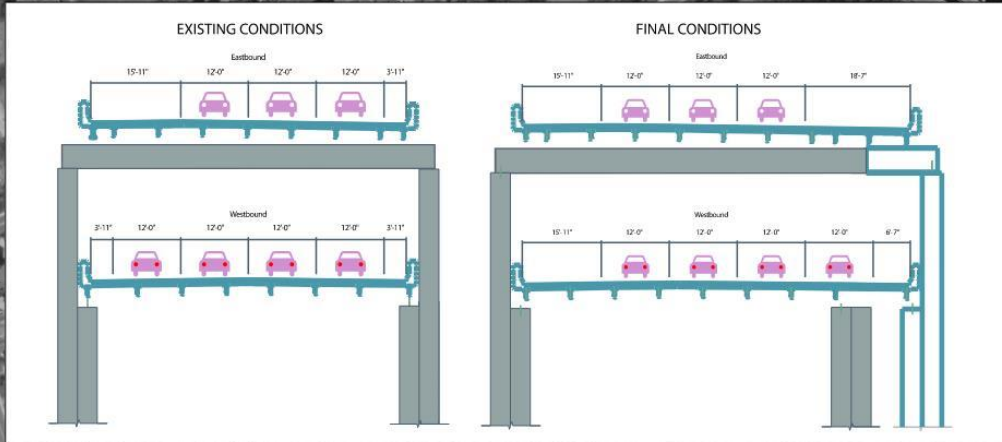 EXISTING CONDITIONS
Eastbound
15'-11" 12'-0" 12'-0" 12'-0" 3'-11"
Westbound
3'-11" 12'-0" 12'-0" 12'-0" 12'-0" 3'-11"
FINAL CONDITIONS
Eastbound
15'-11" 12'-0" 12'-0" 12'-0" 18'-7"
Westbound
15'-11" 12'-0" 12'-0" 12'-0" 12'-0" 6'-7"